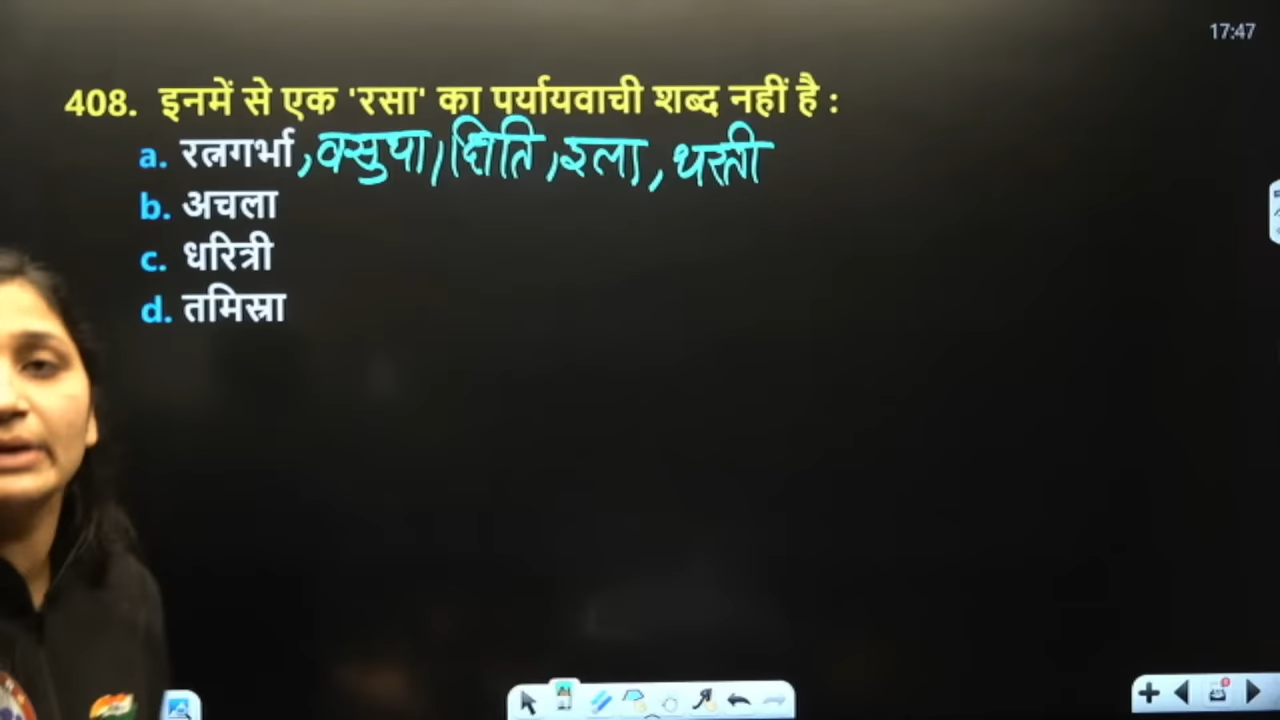 17:47
408. इनमें से एक 'रसा' का पर्यायवाची शब्द नहीं है :
a. रत्नगर्भा , वसुधा, क्षिति, इला, धरती
b. अचला
c. धरित्री
d. तमिस्रा